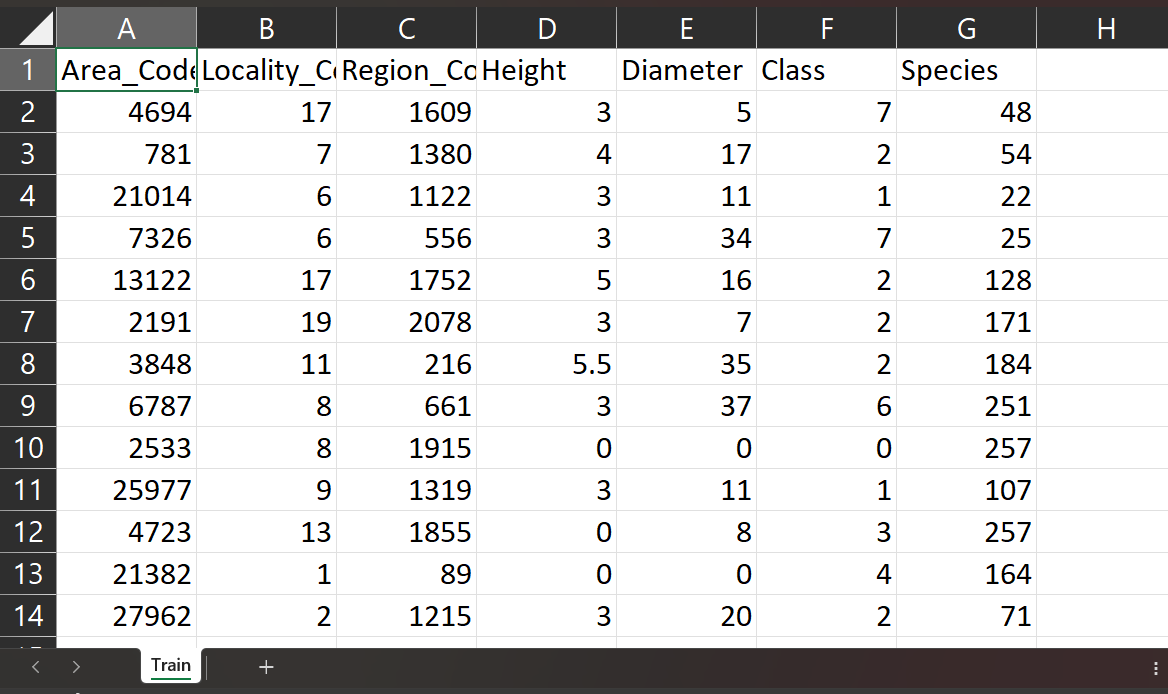 A B C D E F G H
1 Area_Code Locality_Co Region_Co Height Diameter Class Species
2 4694 17 1609 3 5 7 48
3 781 7 1380 4 17 2 54
4 21014 6 1122 3 11 1 22
5 7326 6 556 3 34 7 25
6 13122 17 1752 5 16 2 128
7 2191 19 2078 3 7 2 171
8 3848 11 216 5.5 35 2 184
9 6787 8 661 3 37 6 251
10 2533 8 1915 0 0 0 257
11 25977 9 1319 3 11 1 107
12 4723 13 1855 0 8 3 257
13 21382 1 89 0 0 4 164
14 27962 2 1215 3 20 2 71
Train